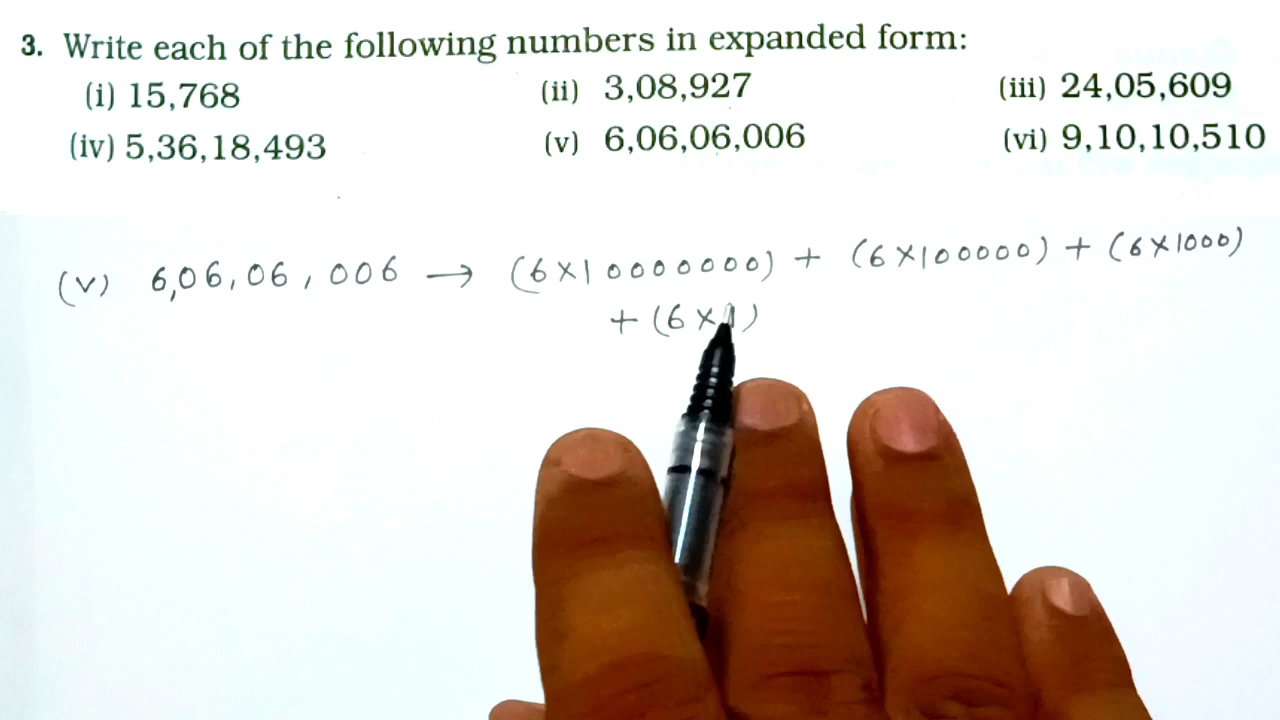 3. Write each of the following numbers in expanded form:
(i) 15,768 (ii) 3,08,927 (iii) 24,05,609
(iv) 5,36,18,493 (v) 6,06,06,006 (vi) 9,10,10,510
(v) 6,06,06,006 → (6×10000000) + (6×100000) + (6×1000)
+ (6×1)